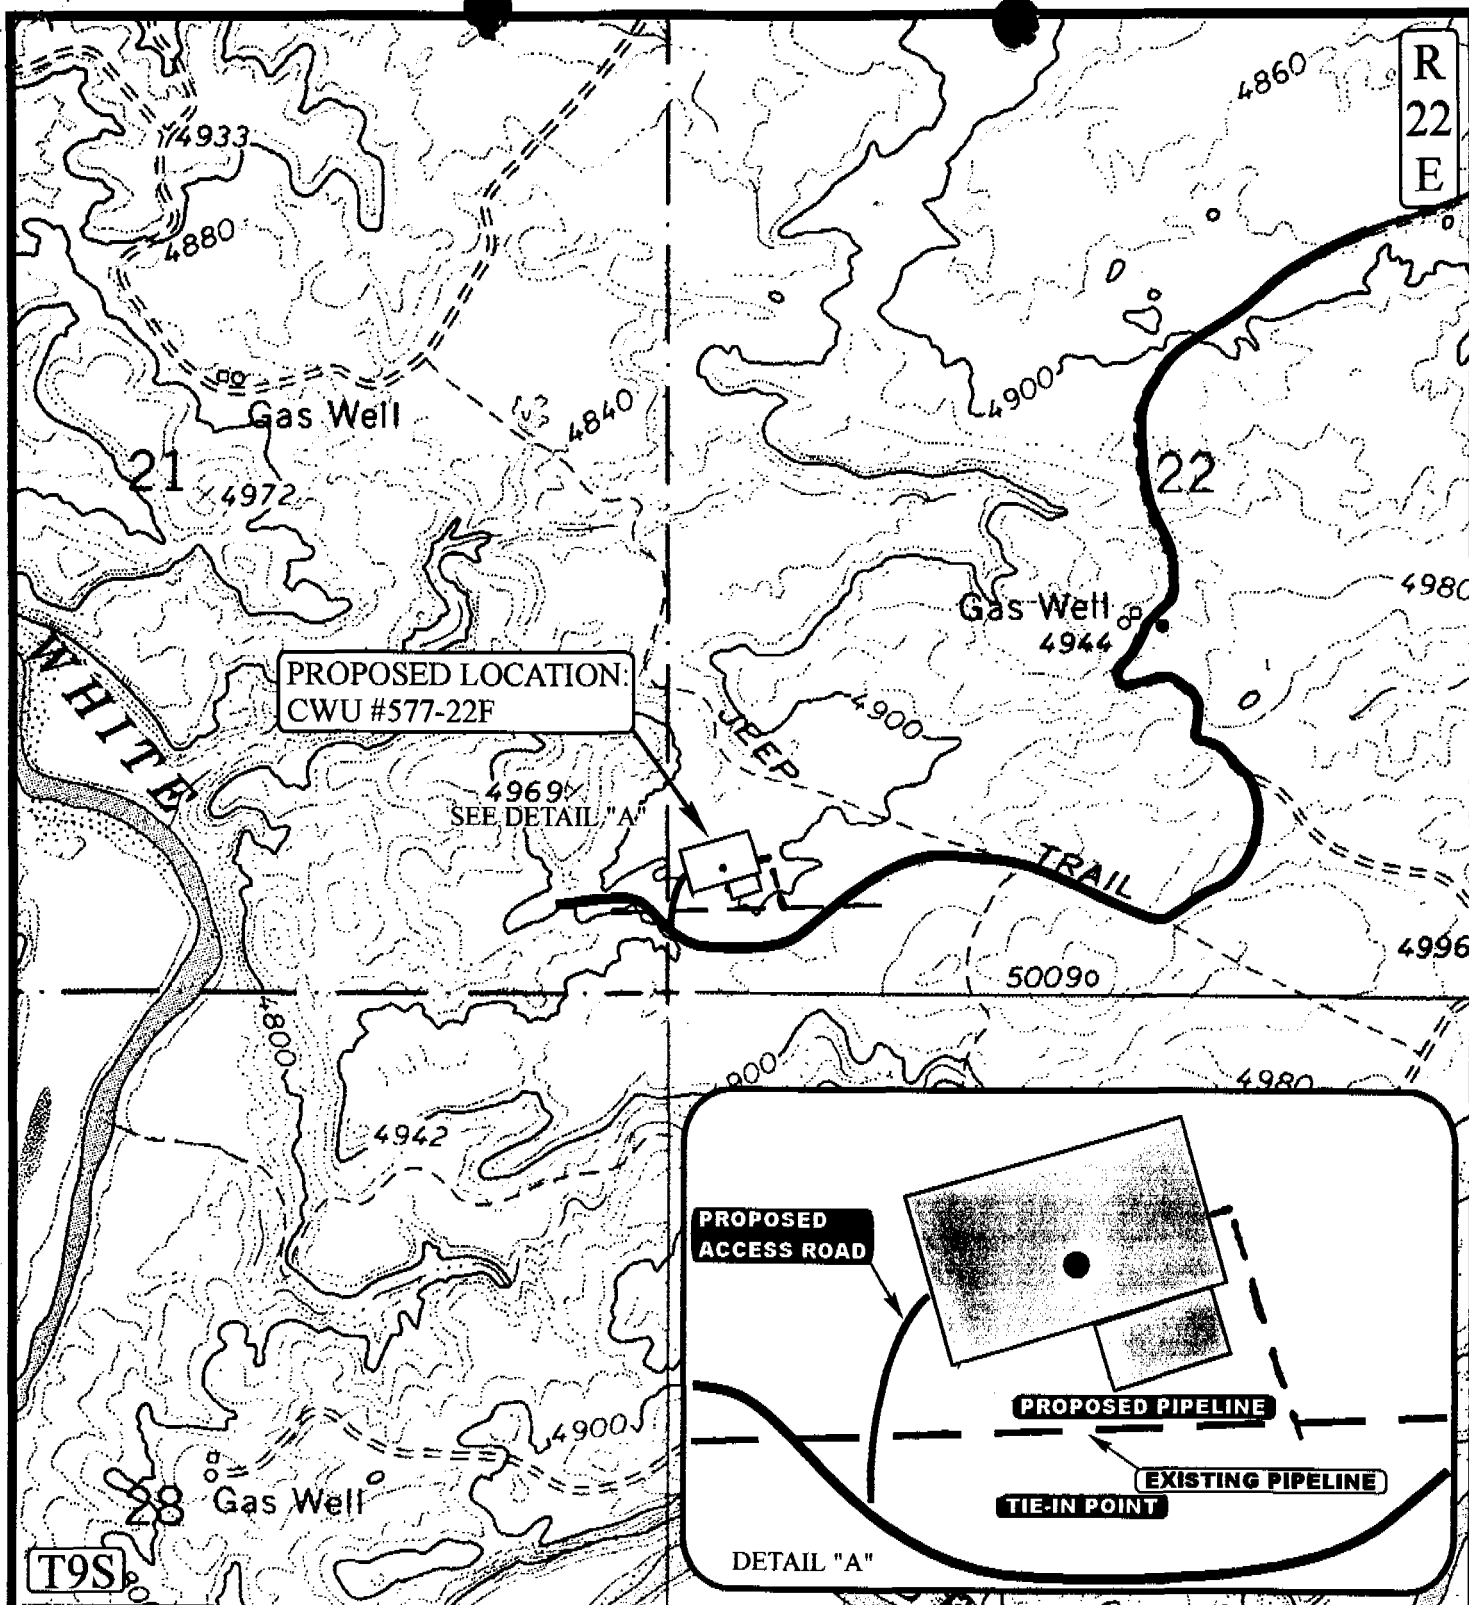 R
22
E
4860
4933
4880
Gas Well
4840
4900
21
4972
22
4980
Gas Well
4944
WHITE
PROPOSED LOCATION:
CWU #577-22F
4900
JEEP
4969
SEE DETAIL "A"
TRAIL
4996
5009
4800
900
4980
4942
PROPOSED
ACCESS ROAD
PROPOSED PIPELINE
4900
EXISTING PIPELINE
28
Gas Well
TIE-IN POINT
DETAIL "A"
T9S